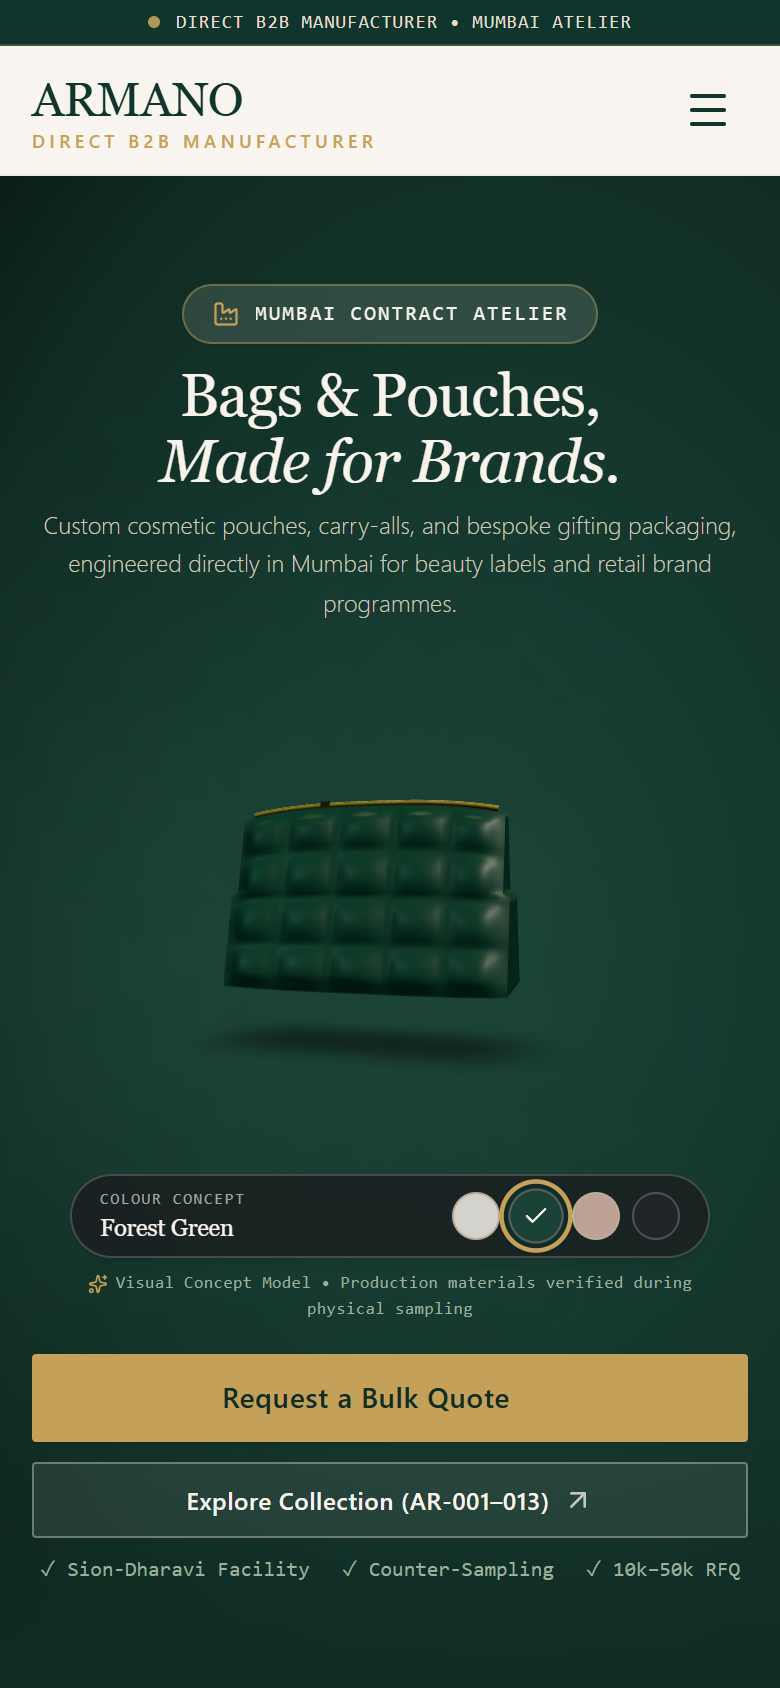 DIRECT B2B MANUFACTURER • MUMBAI ATELIER
ARMANO
DIRECT B2B MANUFACTURER
MUMBAI CONTRACT ATELIER
Bags & Pouches,
Made for Brands.
Custom cosmetic pouches, carry-alls, and bespoke gifting packaging,
engineered directly in Mumbai for beauty labels and retail brand
programmes.
COLOUR CONCEPT
Forest Green
Visual Concept Model • Production materials verified during
physical sampling
Request a Bulk Quote
Explore Collection (AR-001–013)
✓ Sion-Dharavi Facility ✓ Counter-Sampling ✓ 10k–50k RFQ